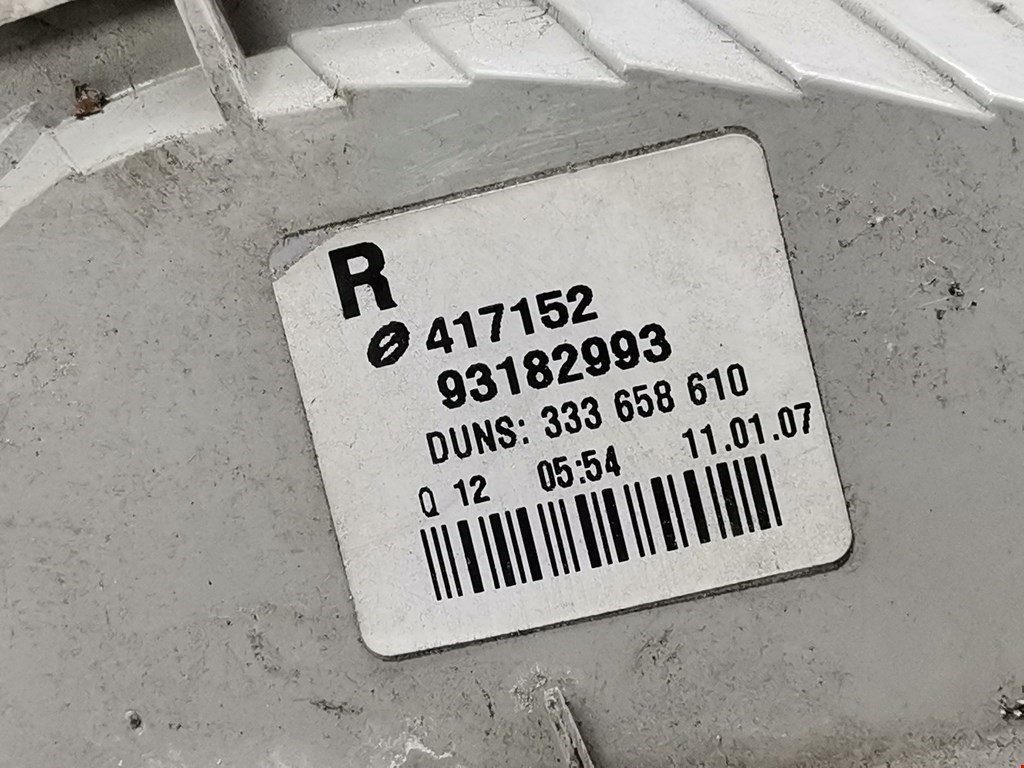 R
417152
93182993
DUNS: 333 658 610
Q 12 05:54 11.01.07